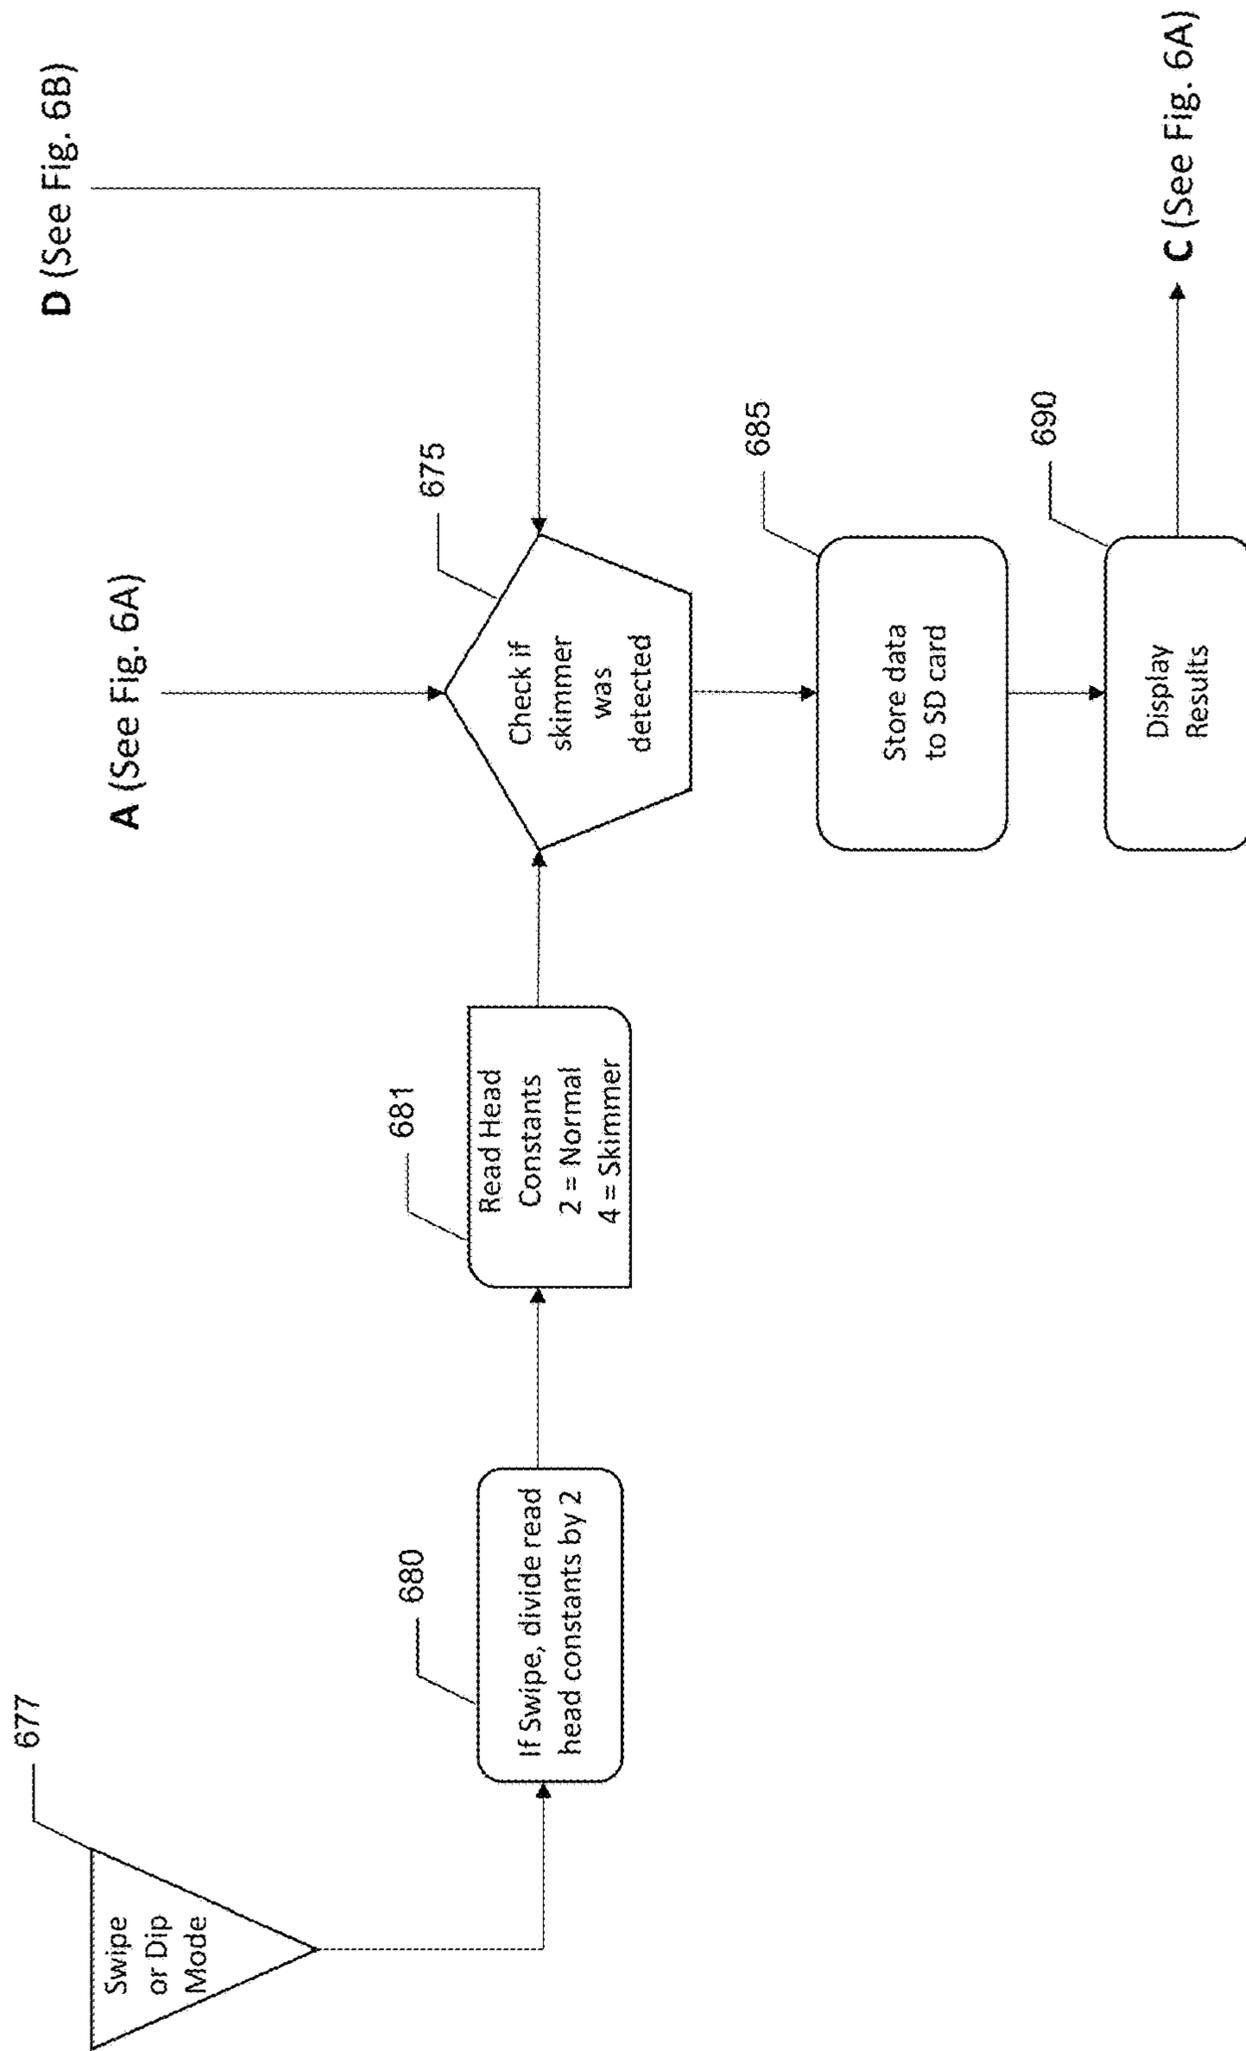 677
Swipe
or Dip
Mode
680
If Swipe, divide read
head constants by 2
681
Read Head
Constants
2 = Normal
4 = Skimmer
A (See Fig. 6A)
D (See Fig. 6B)
675
Check if
skimmer
was
detected
685
Store data
to SD card
690
Display
Results
C (See Fig. 6A)